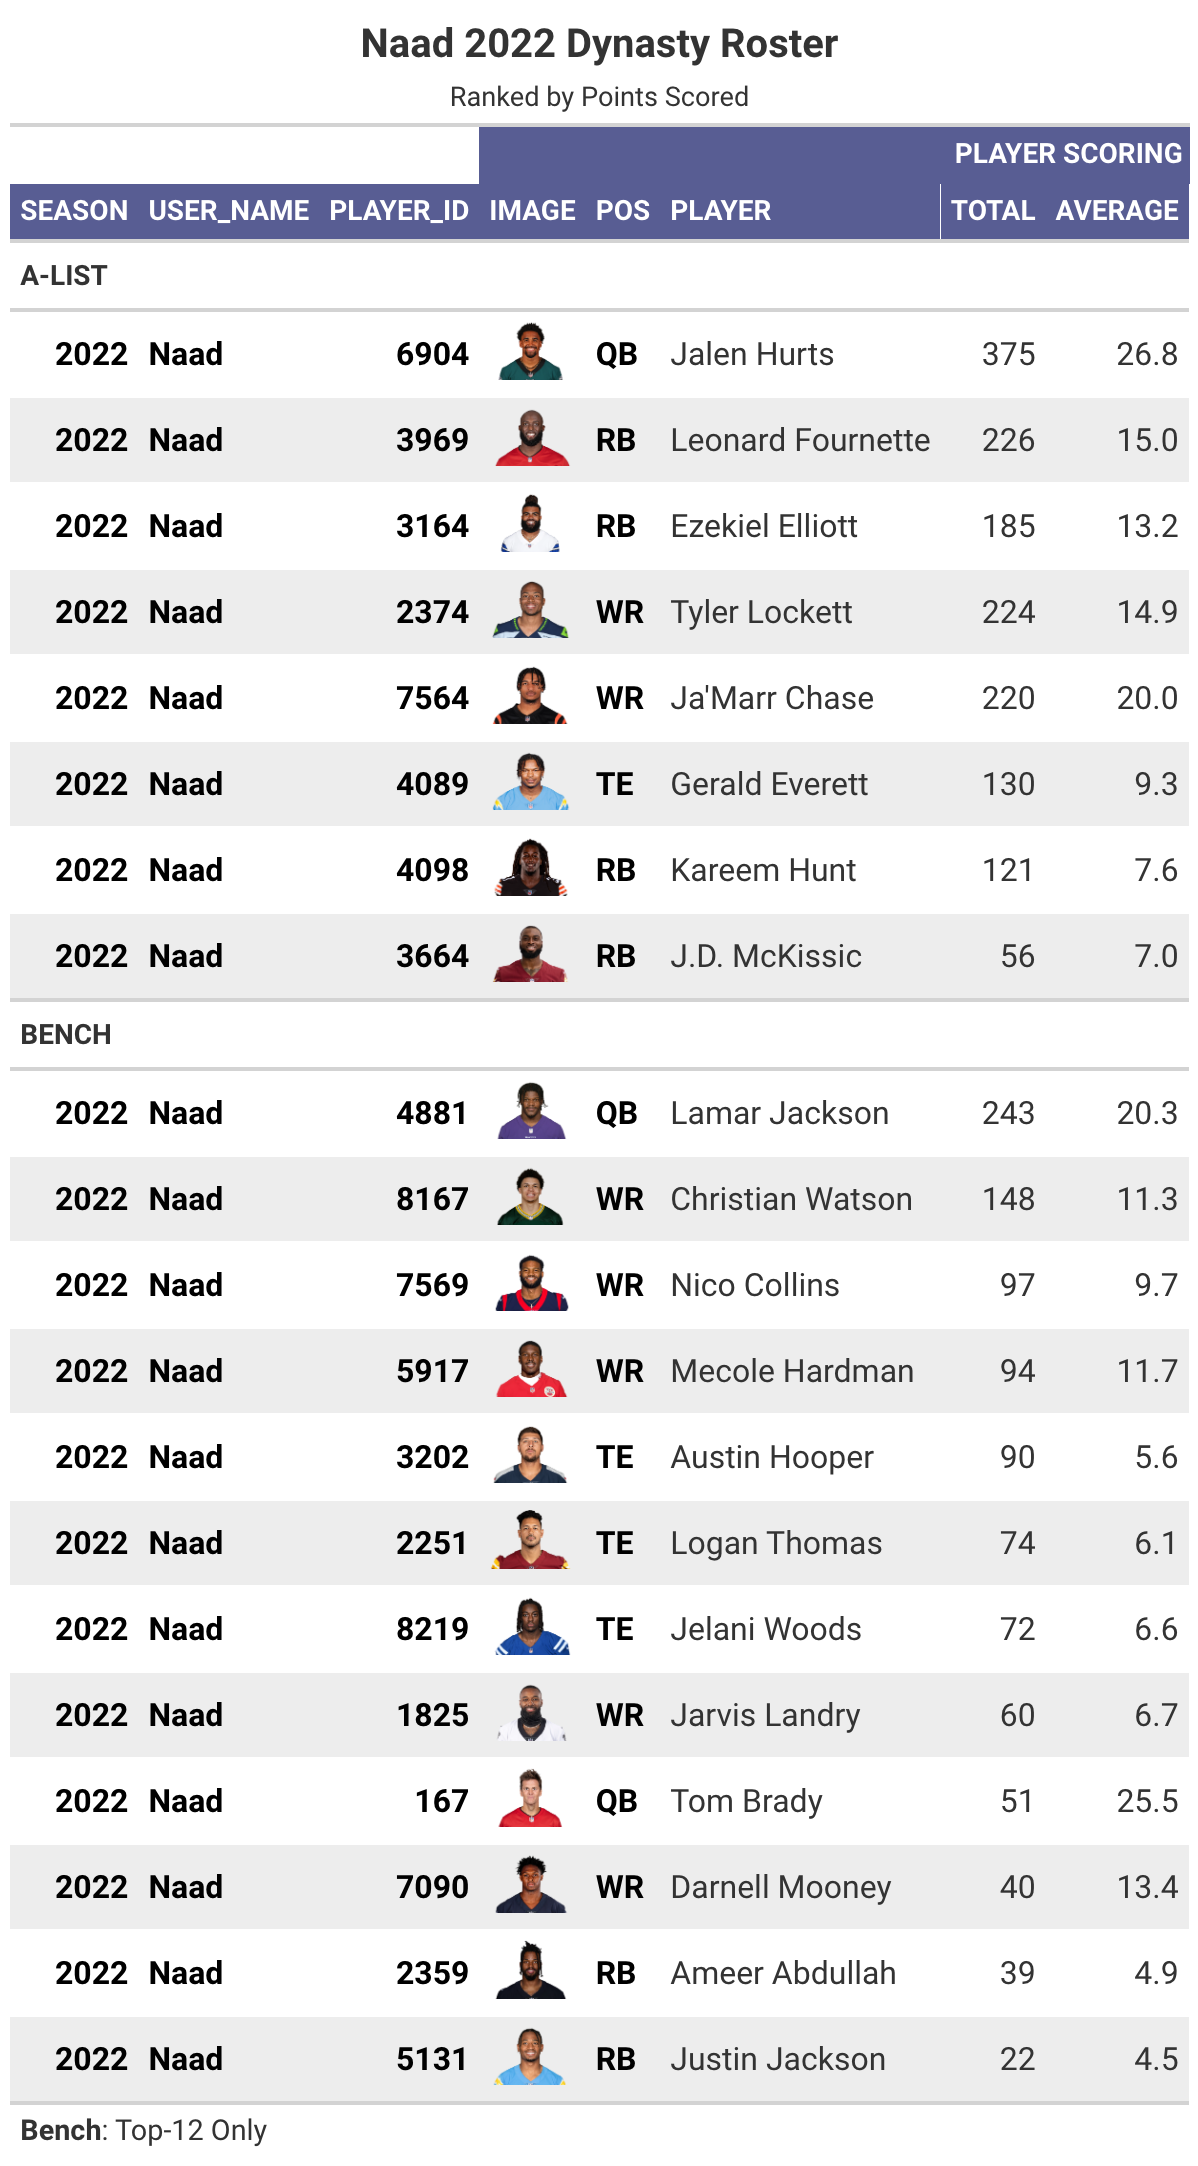 Naad 2022 Dynasty Roster
Ranked by Points Scored
PLAYER SCORING
SEASON USER_NAME PLAYER_ID IMAGE POS PLAYER TOTAL AVERAGE
A-LIST
2022 Naad 6904 QB Jalen Hurts 375 26.8
2022 Naad 3969 RB Leonard Fournette 226 15.0
2022 Naad 3164 RB Ezekiel Elliott 185 13.2
2022 Naad 2374 WR Tyler Lockett 224 14.9
2022 Naad 7564 WR Ja'Marr Chase 220 20.0
2022 Naad 4089 TE Gerald Everett 130 9.3
2022 Naad 4098 RB Kareem Hunt 121 7.6
2022 Naad 3664 RB J.D. McKissic 56 7.0
BENCH
2022 Naad 4881 QB Lamar Jackson 243 20.3
2022 Naad 8167 WR Christian Watson 148 11.3
2022 Naad 7569 WR Nico Collins 97 9.7
2022 Naad 5917 WR Mecole Hardman 94 11.7
2022 Naad 3202 TE Austin Hooper 90 5.6
2022 Naad 2251 TE Logan Thomas 74 6.1
2022 Naad 8219 TE Jelani Woods 72 6.6
2022 Naad 1825 WR Jarvis Landry 60 6.7
2022 Naad 167 QB Tom Brady 51 25.5
2022 Naad 7090 WR Darnell Mooney 40 13.4
2022 Naad 2359 RB Ameer Abdullah 39 4.9
2022 Naad 5131 RB Justin Jackson 22 4.5
Bench: Top-12 Only